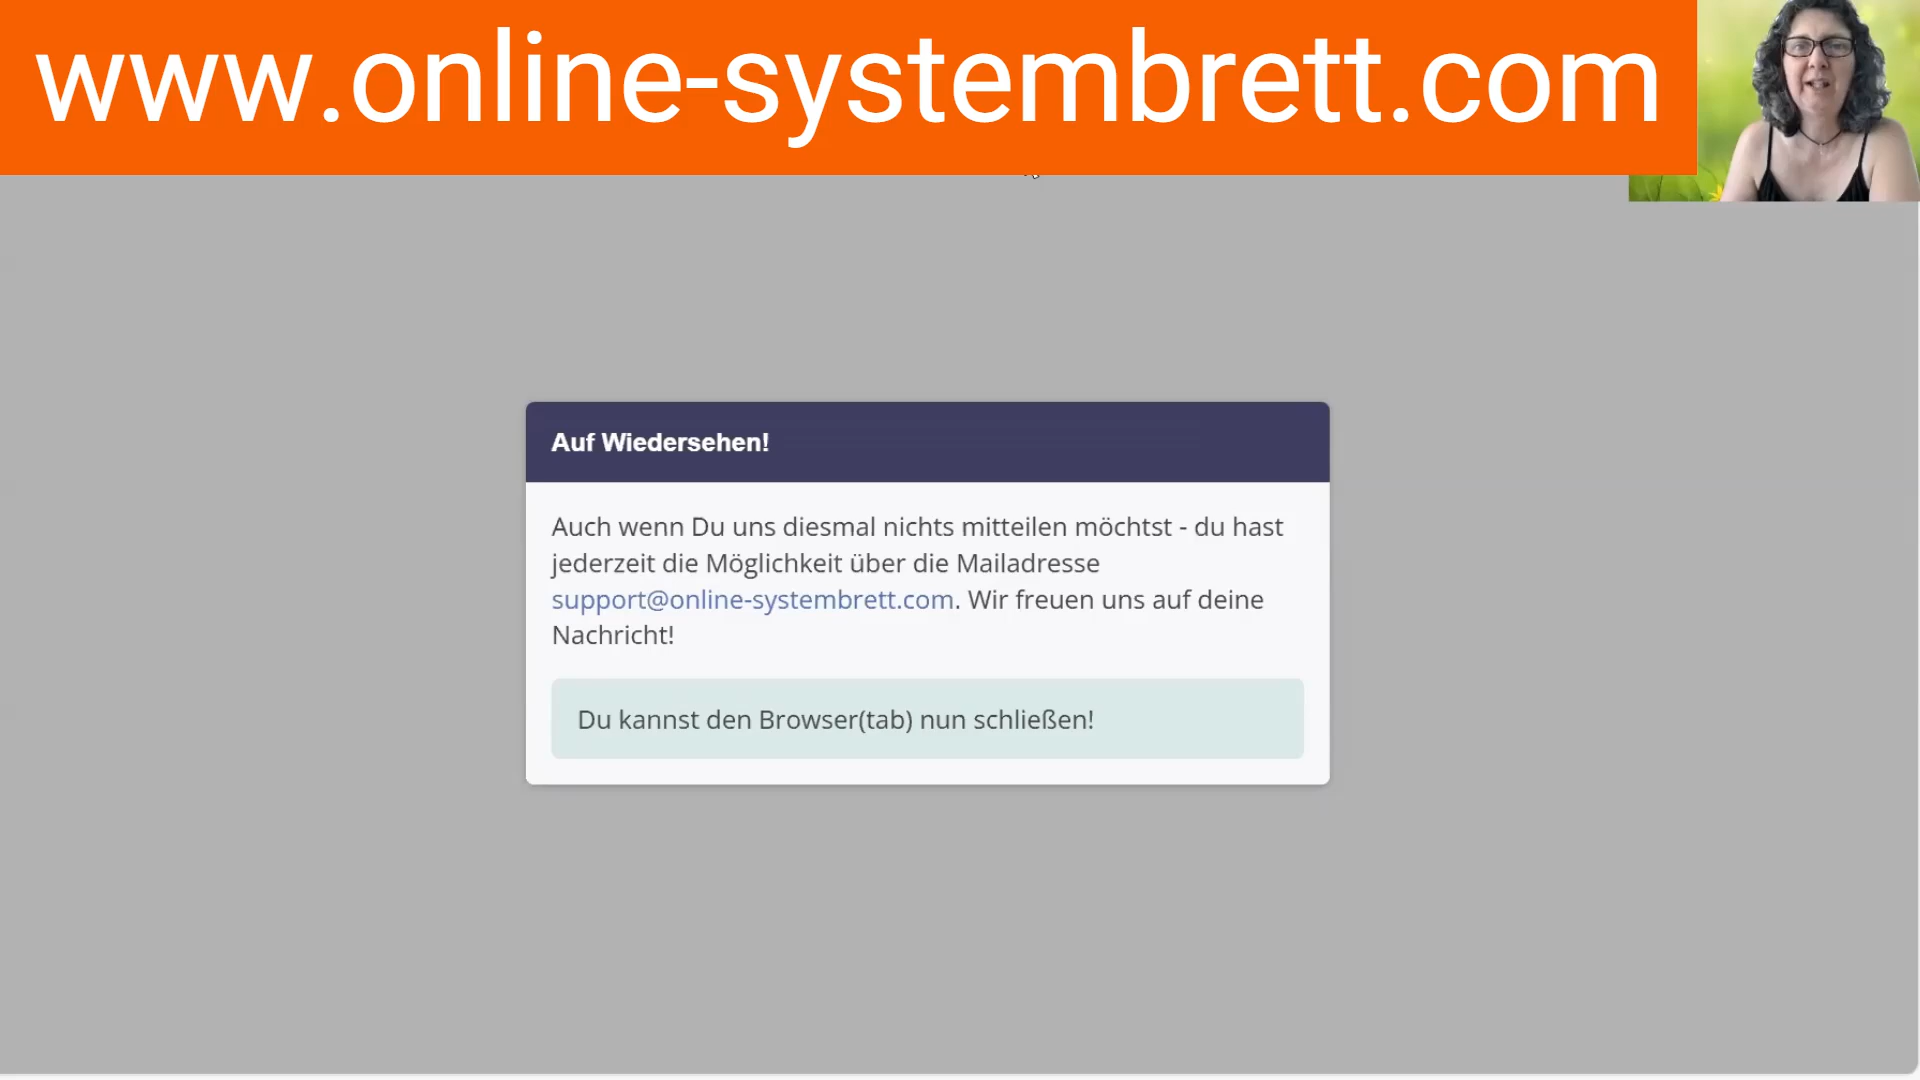 www.online-systembrett.com
Auf Wiedersehen!
Auch wenn Du uns diesmal nichts mitteilen möchtst - du hast
jederzeit die Möglichkeit über die Mailadresse
support@online-systembrett.com. Wir freuen uns auf deine
Nachricht!
Du kannst den Browser(tab) nun schließen!